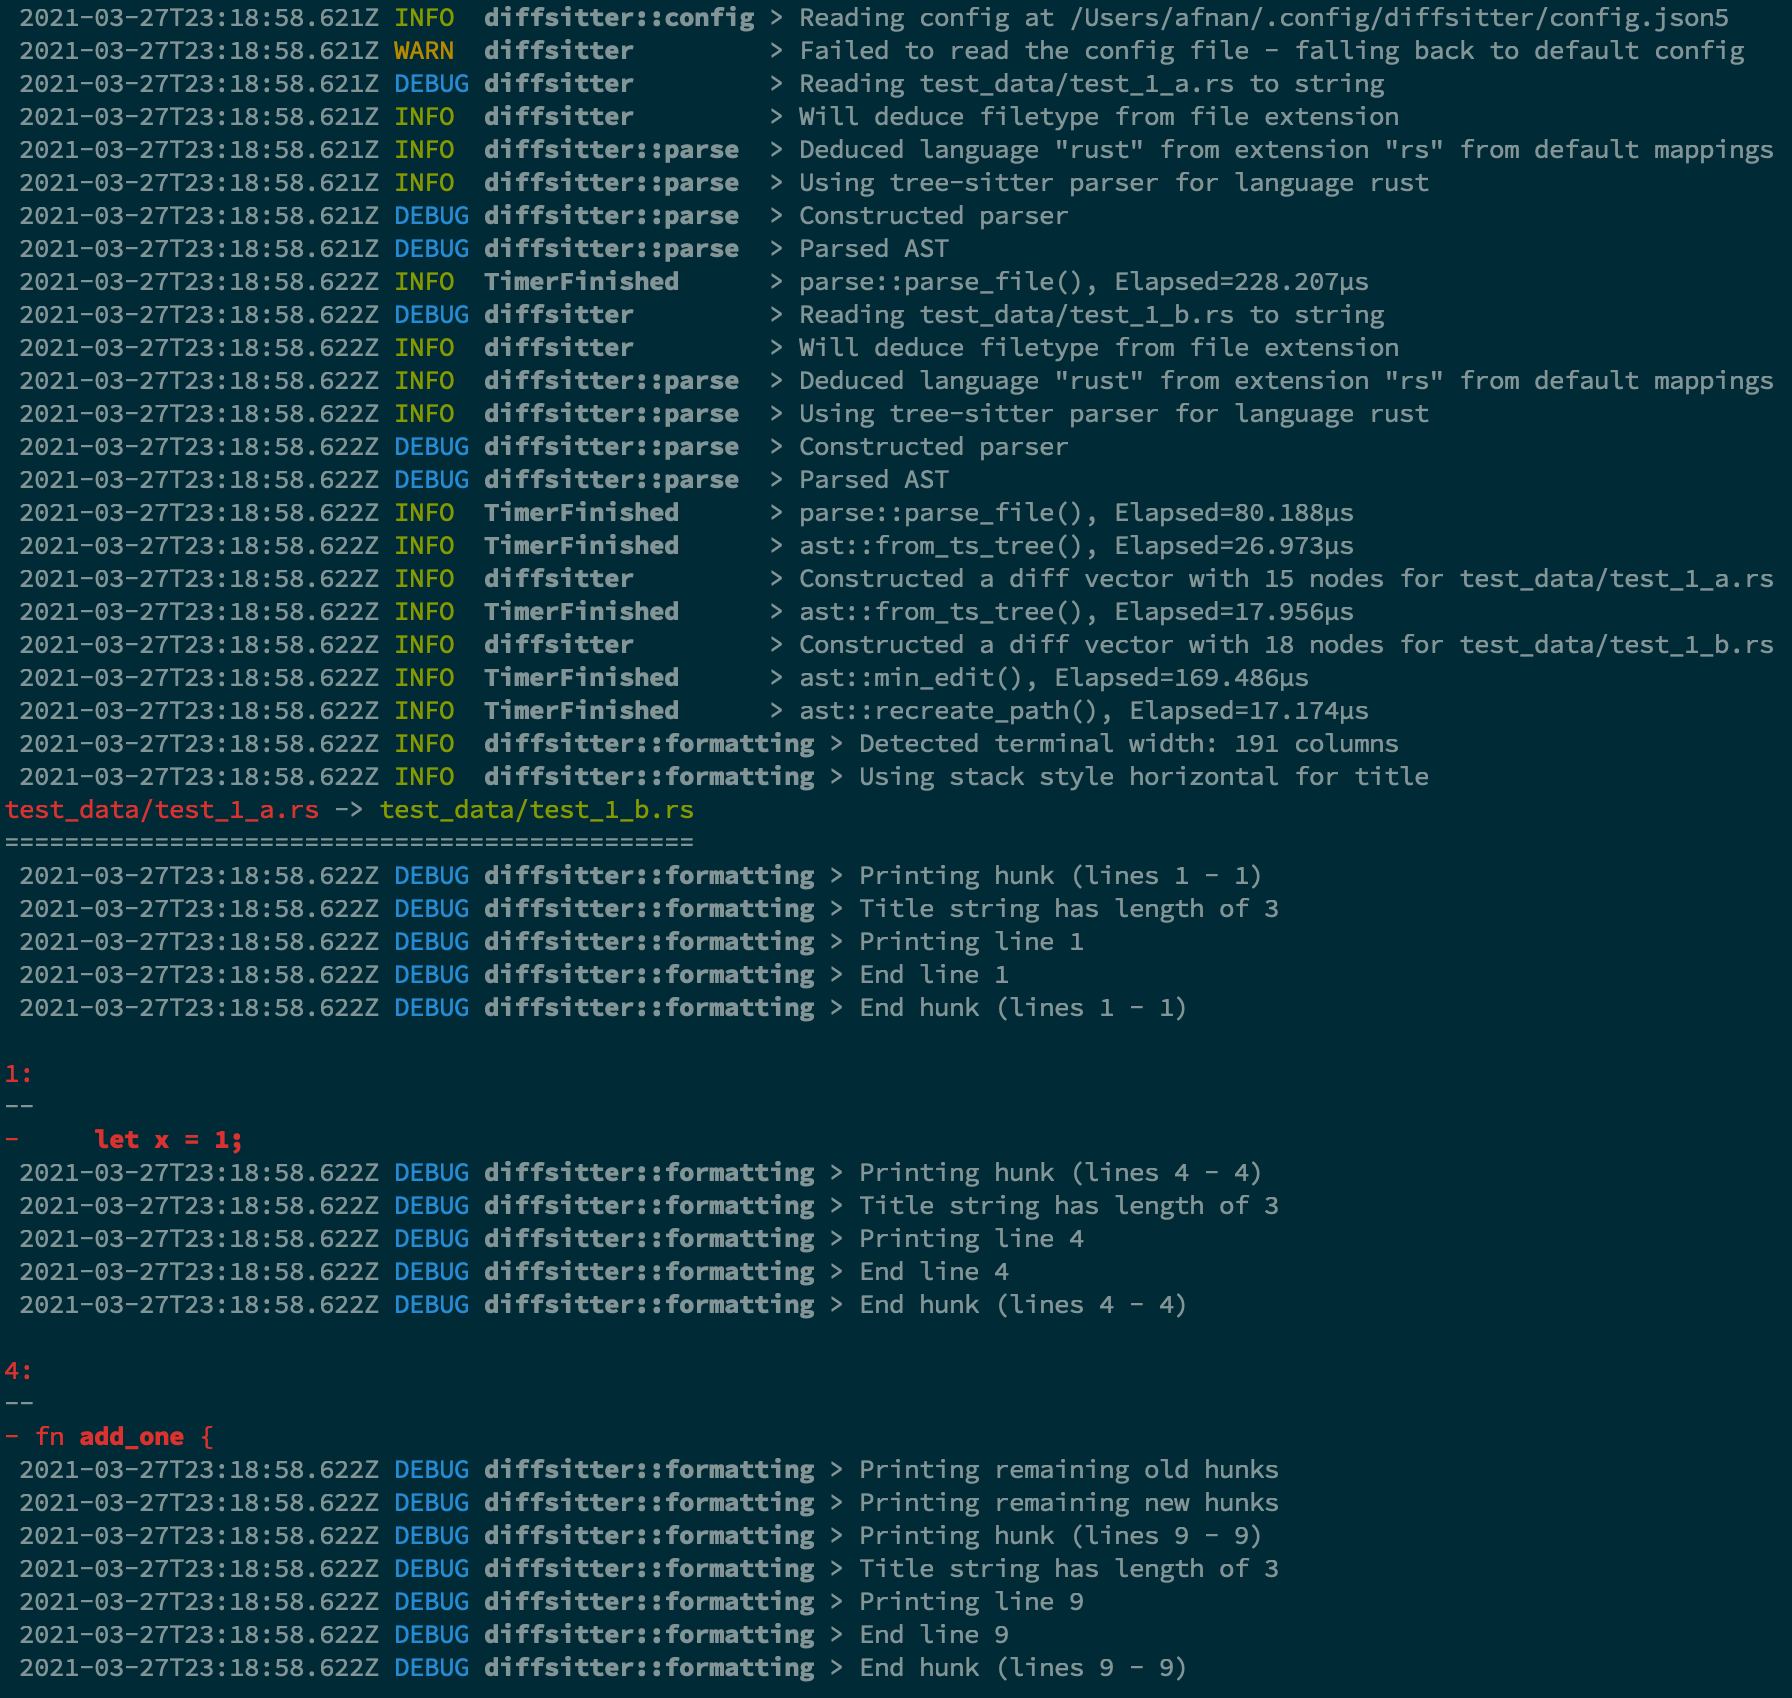 2021-03-27T23:18:58.621Z INFO  diffsitter::config > Reading config at /Users/afnan/.config/diffsitter/config.json5
2021-03-27T23:18:58.621Z WARN  diffsitter         > Failed to read the config file - falling back to default config
2021-03-27T23:18:58.621Z DEBUG diffsitter         > Reading test_data/test_1_a.rs to string
2021-03-27T23:18:58.621Z INFO  diffsitter         > Will deduce filetype from file extension
2021-03-27T23:18:58.621Z INFO  diffsitter::parse  > Deduced language "rust" from extension "rs" from default mappings
2021-03-27T23:18:58.621Z INFO  diffsitter::parse  > Using tree-sitter parser for language rust
2021-03-27T23:18:58.621Z DEBUG diffsitter::parse  > Constructed parser
2021-03-27T23:18:58.621Z DEBUG diffsitter::parse  > Parsed AST
2021-03-27T23:18:58.622Z INFO  TimerFinished      > parse::parse_file(), Elapsed=228.207µs
2021-03-27T23:18:58.622Z DEBUG diffsitter         > Reading test_data/test_1_b.rs to string
2021-03-27T23:18:58.622Z INFO  diffsitter         > Will deduce filetype from file extension
2021-03-27T23:18:58.622Z INFO  diffsitter::parse  > Deduced language "rust" from extension "rs" from default mappings
2021-03-27T23:18:58.622Z INFO  diffsitter::parse  > Using tree-sitter parser for language rust
2021-03-27T23:18:58.622Z DEBUG diffsitter::parse  > Constructed parser
2021-03-27T23:18:58.622Z DEBUG diffsitter::parse  > Parsed AST
2021-03-27T23:18:58.622Z INFO  TimerFinished      > parse::parse_file(), Elapsed=80.188µs
2021-03-27T23:18:58.622Z INFO  TimerFinished      > ast::from_ts_tree(), Elapsed=26.973µs
2021-03-27T23:18:58.622Z INFO  diffsitter         > Constructed a diff vector with 15 nodes for test_data/test_1_a.rs
2021-03-27T23:18:58.622Z INFO  TimerFinished      > ast::from_ts_tree(), Elapsed=17.956µs
2021-03-27T23:18:58.622Z INFO  diffsitter         > Constructed a diff vector with 18 nodes for test_data/test_1_b.rs
2021-03-27T23:18:58.622Z INFO  TimerFinished      > ast::min_edit(), Elapsed=169.486µs
2021-03-27T23:18:58.622Z INFO  TimerFinished      > ast::recreate_path(), Elapsed=17.174µs
2021-03-27T23:18:58.622Z INFO  diffsitter::formatting > Detected terminal width: 191 columns
2021-03-27T23:18:58.622Z INFO  diffsitter::formatting > Using stack style horizontal for title
test_data/test_1_a.rs -> test_data/test_1_b.rs
==============================================
2021-03-27T23:18:58.622Z DEBUG diffsitter::formatting > Printing hunk (lines 1 - 1)
2021-03-27T23:18:58.622Z DEBUG diffsitter::formatting > Title string has length of 3
2021-03-27T23:18:58.622Z DEBUG diffsitter::formatting > Printing line 1
2021-03-27T23:18:58.622Z DEBUG diffsitter::formatting > End line 1
2021-03-27T23:18:58.622Z DEBUG diffsitter::formatting > End hunk (lines 1 - 1)
1:
--
-     let x = 1;
2021-03-27T23:18:58.622Z DEBUG diffsitter::formatting > Printing hunk (lines 4 - 4)
2021-03-27T23:18:58.622Z DEBUG diffsitter::formatting > Title string has length of 3
2021-03-27T23:18:58.622Z DEBUG diffsitter::formatting > Printing line 4
2021-03-27T23:18:58.622Z DEBUG diffsitter::formatting > End line 4
2021-03-27T23:18:58.622Z DEBUG diffsitter::formatting > End hunk (lines 4 - 4)
4:
--
- fn add_one {
2021-03-27T23:18:58.622Z DEBUG diffsitter::formatting > Printing remaining old hunks
2021-03-27T23:18:58.622Z DEBUG diffsitter::formatting > Printing remaining new hunks
2021-03-27T23:18:58.622Z DEBUG diffsitter::formatting > Printing hunk (lines 9 - 9)
2021-03-27T23:18:58.622Z DEBUG diffsitter::formatting > Title string has length of 3
2021-03-27T23:18:58.622Z DEBUG diffsitter::formatting > Printing line 9
2021-03-27T23:18:58.622Z DEBUG diffsitter::formatting > End line 9
2021-03-27T23:18:58.622Z DEBUG diffsitter::formatting > End hunk (lines 9 - 9)